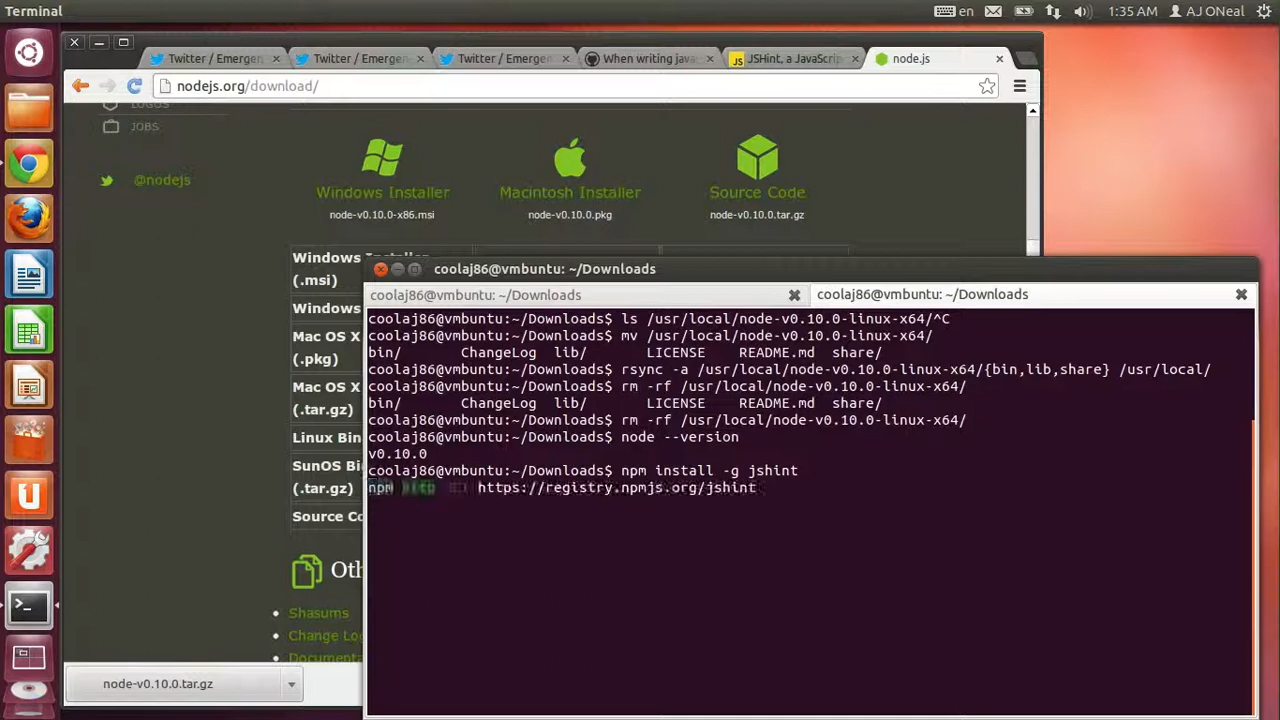 Terminal
en
1:35 AM
AJ ONeal
Twitter / Emergen
Twitter / Emergen
Twitter / Emergen
When writing javas
JSHint, a JavaScrip
node.js
nodejs.org/download/
JOBS
@nodejs
Windows Installer
node-v0.10.0-x86.msi
Macintosh Installer
node-v0.10.0.pkg
Source Code
node-v0.10.0.tar.gz
Windows Installer
(.msi)
Windows
Mac OS X
(.pkg)
Mac OS X
(.tar.gz)
Linux Bin
SunOS Bi
(.tar.gz)
Source Co
Oth
Shasums
Change Lo
Documenta
node-v0.10.0.tar.gz
coolaj86@vmbuntu: ~/Downloads
coolaj86@vmbuntu: ~/Downloads
coolaj86@vmbuntu: ~/Downloads
coolaj86@vmbuntu:~/Downloads$ ls /usr/local/node-v0.10.0-linux-x64/^C
coolaj86@vmbuntu:~/Downloads$ mv /usr/local/node-v0.10.0-linux-x64/
bin/ ChangeLog lib/ LICENSE README.md share/
coolaj86@vmbuntu:~/Downloads$ rsync -a /usr/local/node-v0.10.0-linux-x64/{bin,lib,share} /usr/local/
coolaj86@vmbuntu:~/Downloads$ rm -rf /usr/local/node-v0.10.0-linux-x64/
bin/ ChangeLog lib/ LICENSE README.md share/
coolaj86@vmbuntu:~/Downloads$ rm -rf /usr/local/node-v0.10.0-linux-x64/
coolaj86@vmbuntu:~/Downloads$ node --version
v0.10.0
coolaj86@vmbuntu:~/Downloads$ npm install -g jshint
npm https://registry.npmjs.org/jshint